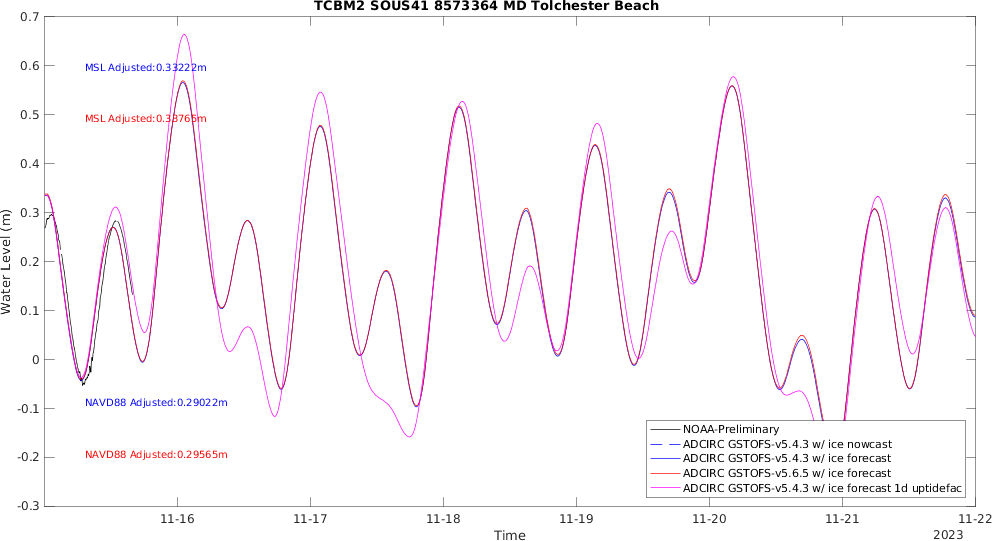 TCBM2 SOUS41 8573364 MD Tolchester Beach
0.7
0.6
0.5
0.4
0.3
0.2
0.1
0
-0.1
-0.2
-0.3
Water Level (m)
MSL Adjusted:0.33222m
MSL Adjusted:0.33765m
NAVD88 Adjusted:0.29022m
NAVD88 Adjusted:0.29565m
NOAA-Preliminary
ADCIRC GSTOFS-v5.4.3 w/ ice nowcast
ADCIRC GSTOFS-v5.4.3 w/ ice forecast
ADCIRC GSTOFS-v5.6.5 w/ ice forecast
ADCIRC GSTOFS-v5.4.3 w/ ice forecast 1d uptidefac
11-16 11-17 11-18 11-19 11-20 11-21 11-22
Time
2023